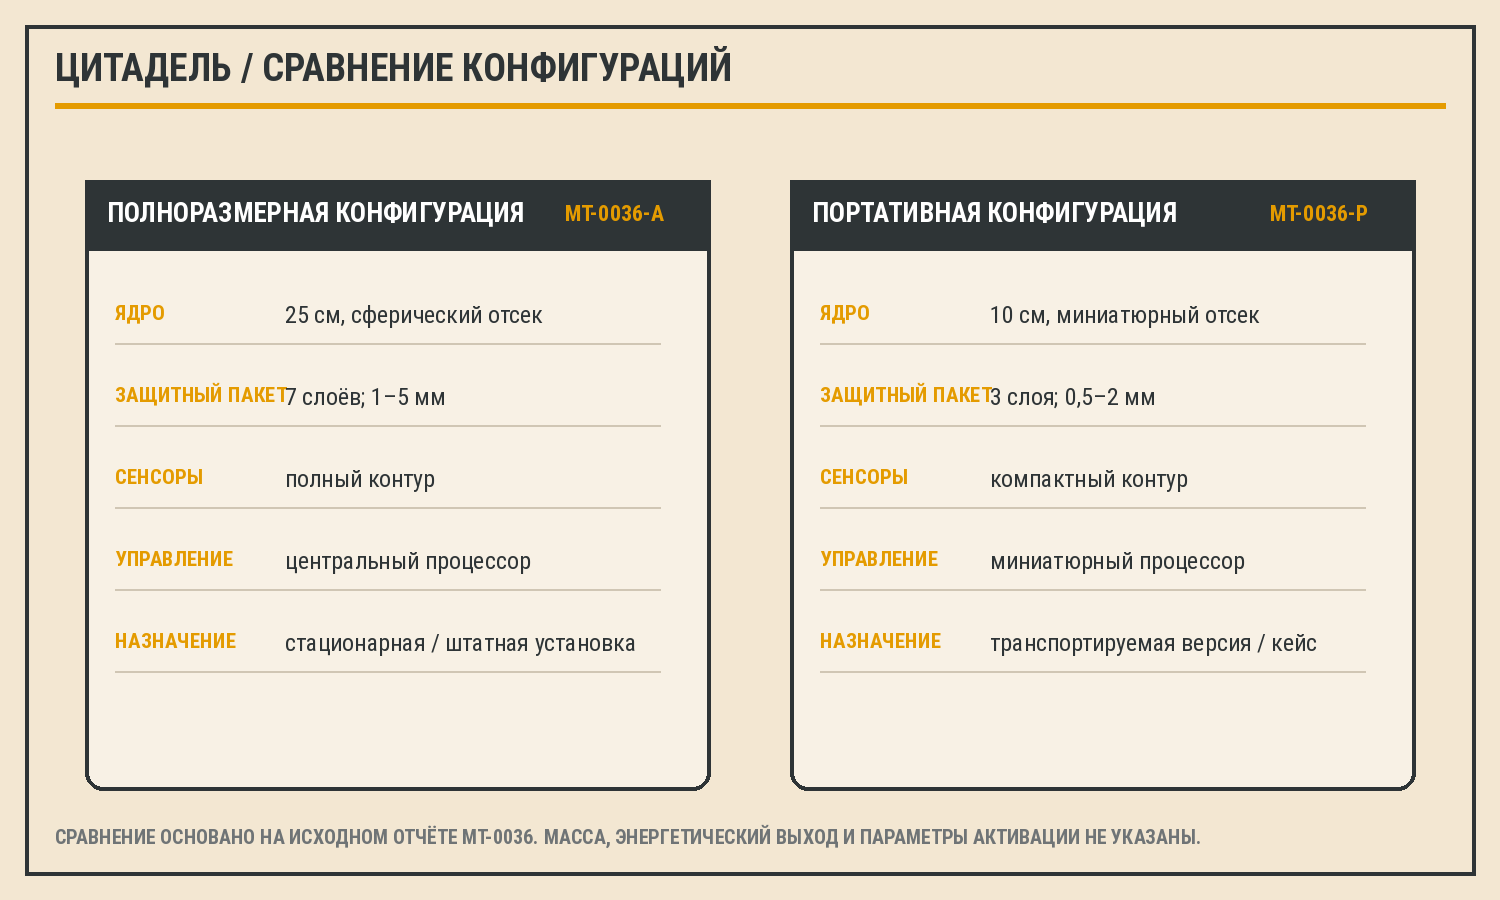 ЦИТАДЕЛЬ / СРАВНЕНИЕ КОНФИГУРАЦИЙ
ПОЛНОРАЗМЕРНАЯ КОНФИГУРАЦИЯ MT-0036-A
ЯДРО 25 см, сферический отсек
ЗАЩИТНЫЙ ПАКЕТ 7 слоёв; 1–5 мм
СЕНСОРЫ полный контур
УПРАВЛЕНИЕ центральный процессор
НАЗНАЧЕНИЕ стационарная / штатная установка
ПОРТАТИВНАЯ КОНФИГУРАЦИЯ MT-0036-P
ЯДРО 10 см, миниатюрный отсек
ЗАЩИТНЫЙ ПАКЕТ 3 слоя; 0,5–2 мм
СЕНСОРЫ компактный контур
УПРАВЛЕНИЕ миниатюрный процессор
НАЗНАЧЕНИЕ транспортируемая версия / кейс
СРАВНЕНИЕ ОСНОВАНО НА ИСХОДНОМ ОТЧЁТЕ MT-0036. МАССА, ЭНЕРГЕТИЧЕСКИЙ ВЫХОД И ПАРАМЕТРЫ АКТИВАЦИИ НЕ УКАЗАНЫ.